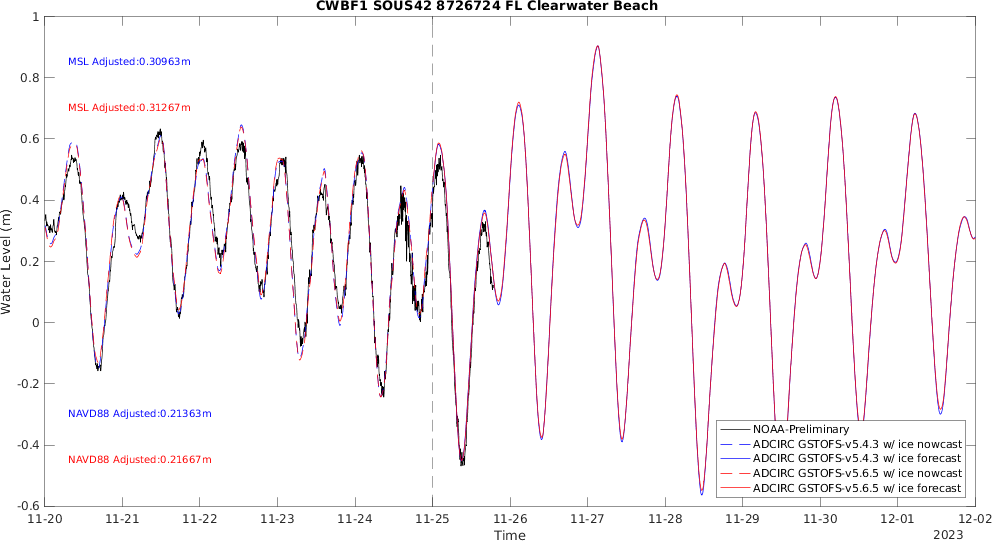 CWBF1 SOUS42 8726724 FL Clearwater Beach
1
0.8
0.6
0.4
0.2
0
-0.2
-0.4
-0.6
Water Level (m)
MSL Adjusted:0.30963m
MSL Adjusted:0.31267m
NAVD88 Adjusted:0.21363m
NAVD88 Adjusted:0.21667m
NOAA-Preliminary
ADCIRC GSTOFS-v5.4.3 w/ ice nowcast
ADCIRC GSTOFS-v5.4.3 w/ ice forecast
ADCIRC GSTOFS-v5.6.5 w/ ice nowcast
ADCIRC GSTOFS-v5.6.5 w/ ice forecast
11-20 11-21 11-22 11-23 11-24 11-25 11-26 11-27 11-28 11-29 11-30 12-01 12-02
Time
2023